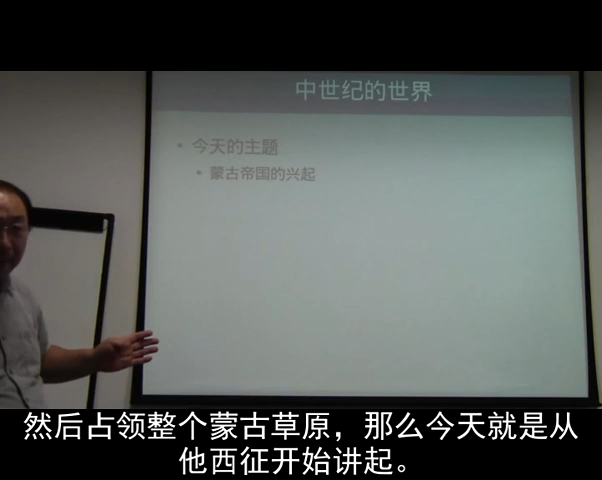 中世纪的世界
• 今天的主题
• 蒙古帝国的兴起
然后占领整个蒙古草原，那么今天就是从
他西征开始讲起。